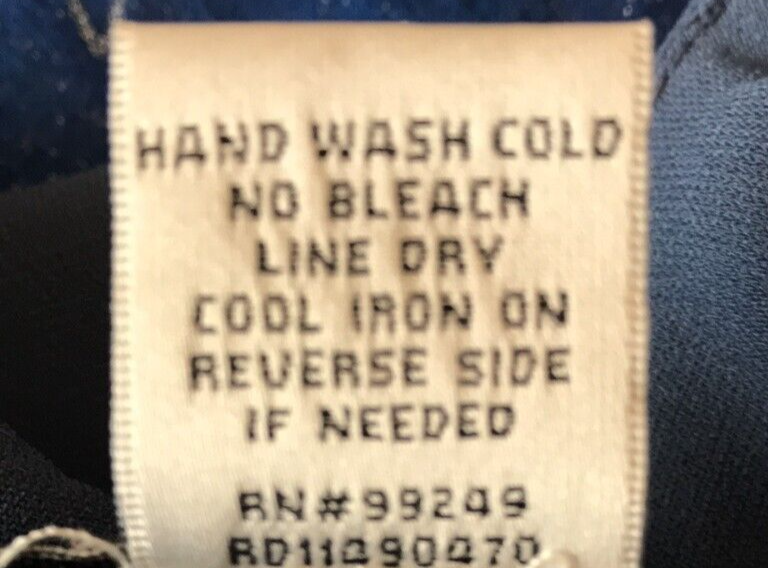 HAND WASH COLD
NO BLEACH
LINE DRY
COOL IRON ON
REVERSE SIDE
IF NEEDED
RN#99249